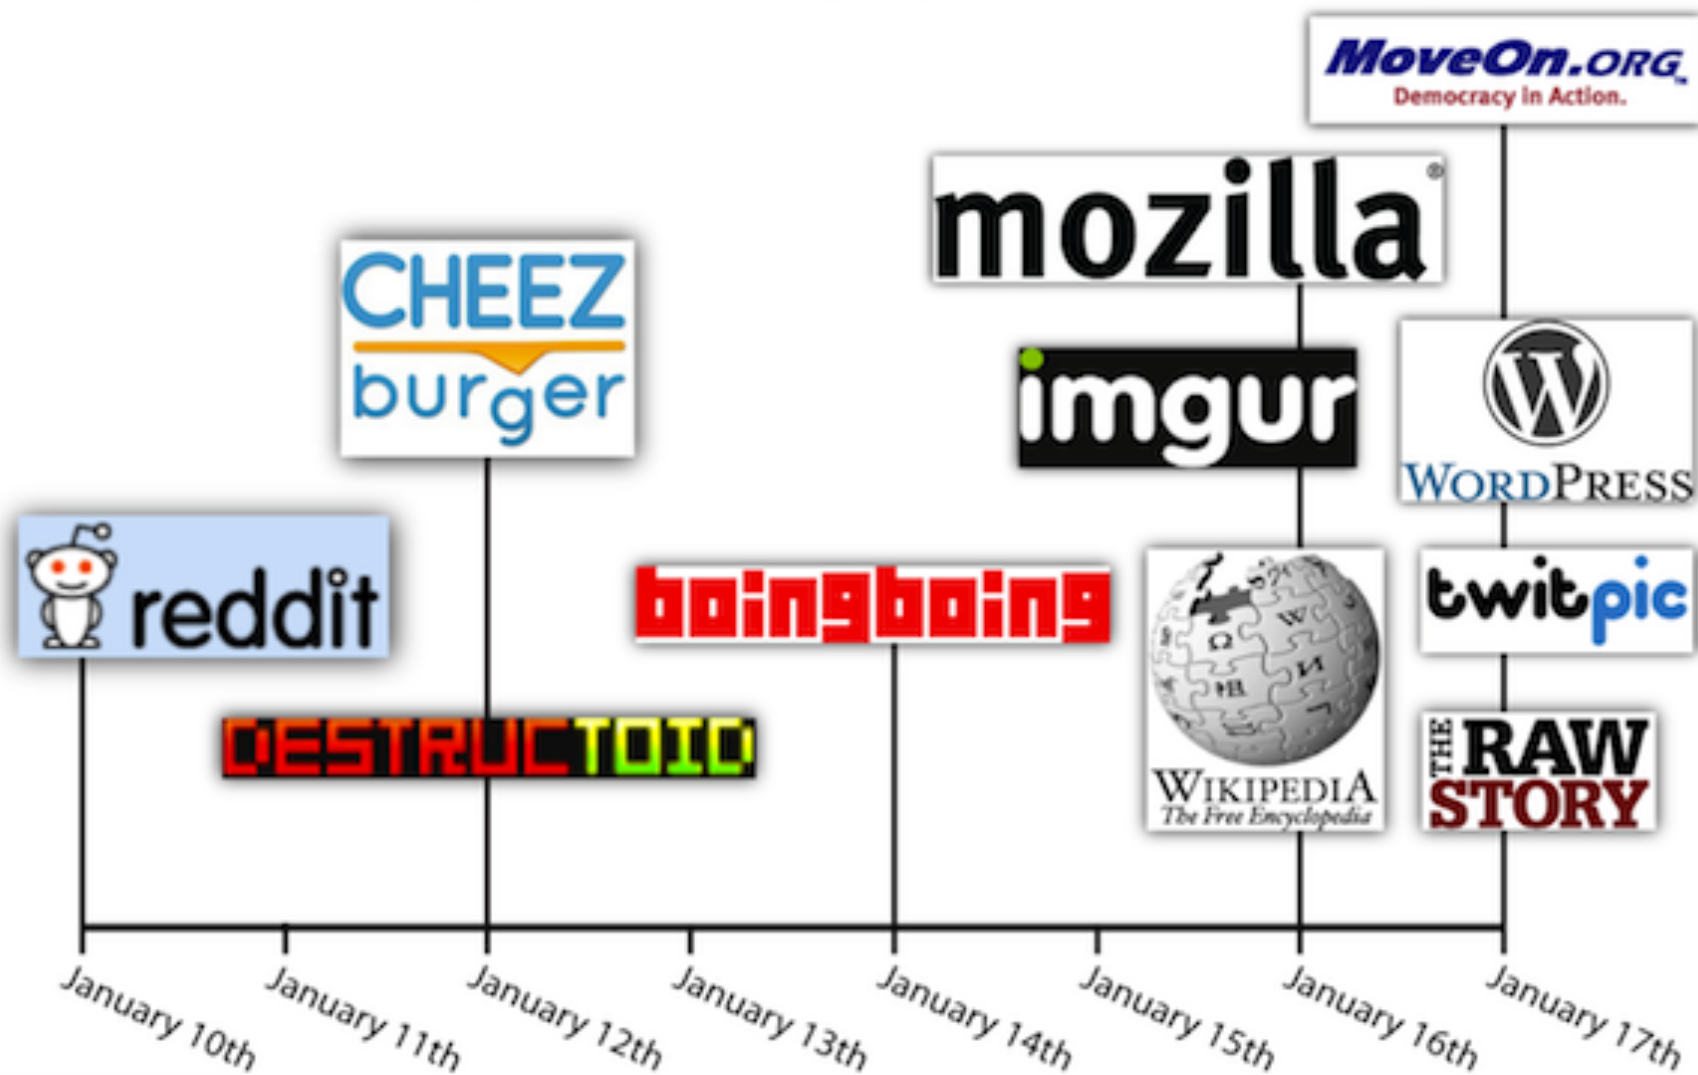 MoveOn.ORG™
Democracy in Action.
mozilla®
CHEEZ
burger
imgur
W
WORDPRESS
reddit
boingboing
twitpic
Ω
W
И
WIKIPEDIA
The Free Encyclopedia
DESTRUCTOID
THE RAW
STORY
January 10th
January 11th
January 12th
January 13th
January 14th
January 15th
January 16th
January 17th